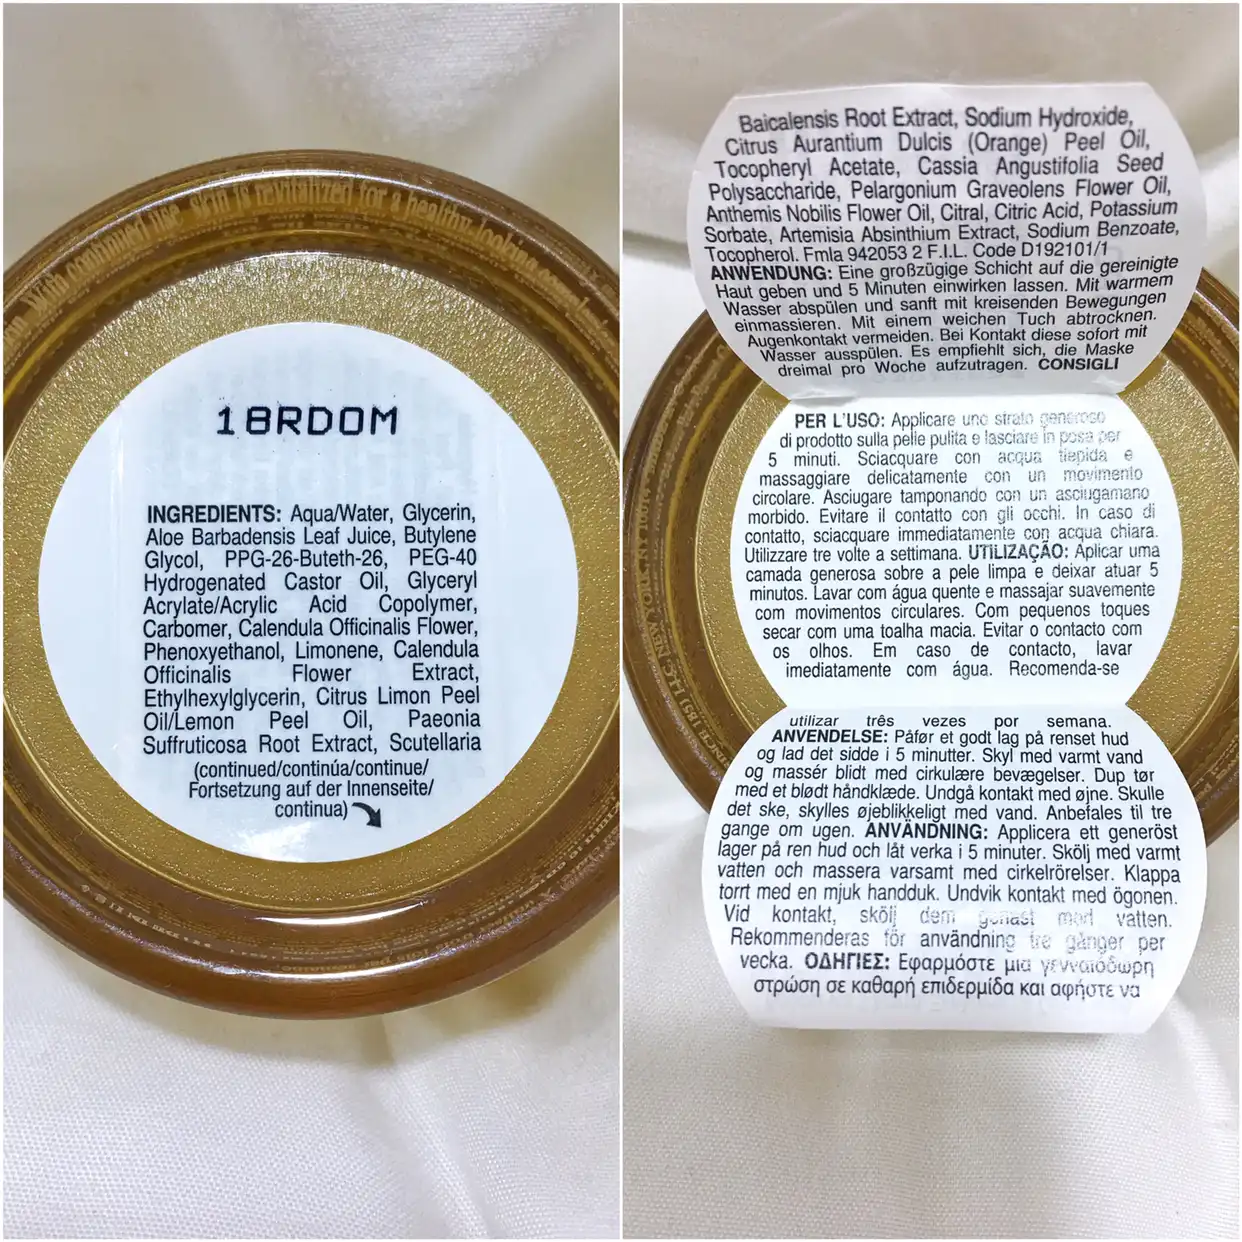 With continued use, skin is revitalized for a healthy-looking
18RDOM
INGREDIENTS: Aqua/Water, Glycerin,
Aloe Barbadensis Leaf Juice, Butylene
Glycol, PPG-26-Buteth-26, PEG-40
Hydrogenated Castor Oil, Glyceryl
Acrylate/Acrylic Acid Copolymer,
Carbomer, Calendula Officinalis Flower,
Phenoxyethanol, Limonene, Calendula
Officinalis Flower Extract,
Ethylhexylglycerin, Citrus Limon Peel
Oil/Lemon Peel Oil, Paeonia
Suffruticosa Root Extract, Scutellaria
(continued/continúa/continue/
Fortsetzung auf der Innenseite/
continua)
Baicalensis Root Extract, Sodium Hydroxide,
Citrus Aurantium Dulcis (Orange) Peel Oil,
Tocopheryl Acetate, Cassia Angustifolia Seed
Polysaccharide, Pelargonium Graveolens Flower Oil,
Anthemis Nobilis Flower Oil, Citral, Citric Acid, Potassium
Sorbate, Artemisia Absinthium Extract, Sodium Benzoate,
Tocopherol. Fmla 942053 2 F.I.L. Code D192101/1
ANWENDUNG: Eine großzügige Schicht auf die gereinigte
Haut geben und 5 Minuten einwirken lassen. Mit warmem
Wasser abspülen und sanft mit kreisenden Bewegungen
einmassieren. Mit einem weichen Tuch abtrocknen.
Augenkontakt vermeiden. Bei Kontakt diese sofort mit
Wasser ausspülen. Es empfiehlt sich, die Maske
dreimal pro Woche aufzutragen. CONSIGLI
PER L'USO: Applicare uno strato generoso
di prodotto sulla pelle pulita e lasciare in posa per
5 minuti. Sciacquare con acqua tiepida e
massaggiare delicatamente con un movimento
circolare. Asciugare tamponando con un asciugamano
morbido. Evitare il contatto con gli occhi. In caso di
contatto, sciacquare immediatamente con acqua chiara.
Utilizzare tre volte a settimana. UTILIZAÇÃO: Aplicar uma
camada generosa sobre a pele limpa e deixar atuar 5
minutos. Lavar com água quente e massajar suavemente
com movimentos circulares. Com pequenos toques
secar com uma toalha macia. Evitar o contacto com
os olhos. Em caso de contacto, lavar
imediatamente com água. Recomenda-se
utilizar três vezes por semana.
ANVENDELSE: Påfør et godt lag på renset hud
og lad det sidde i 5 minutter. Skyl med varmt vand
og massér blidt med cirkulære bevægelser. Dup tør
med et blødt håndklæde. Undgå kontakt med øjne. Skulle
det ske, skylles øjeblikkeligt med vand. Anbefales til tre
gange om ugen. ANVÄNDNING: Applicera ett generöst
lager på ren hud och låt verka i 5 minuter. Skölj med varmt
vatten och massera varsamt med cirkelrörelser. Klappa
torrt med en mjuk handduk. Undvik kontakt med ögonen.
Vid kontakt, skölj dem genast med vatten.
Rekommenderas för användning tre gånger per
vecka. ΟΔΗΓΙΕΣ: Εφαρμόστε μια γενναιόδωρη
στρώση σε καθαρή επιδερμίδα και αφήστε να